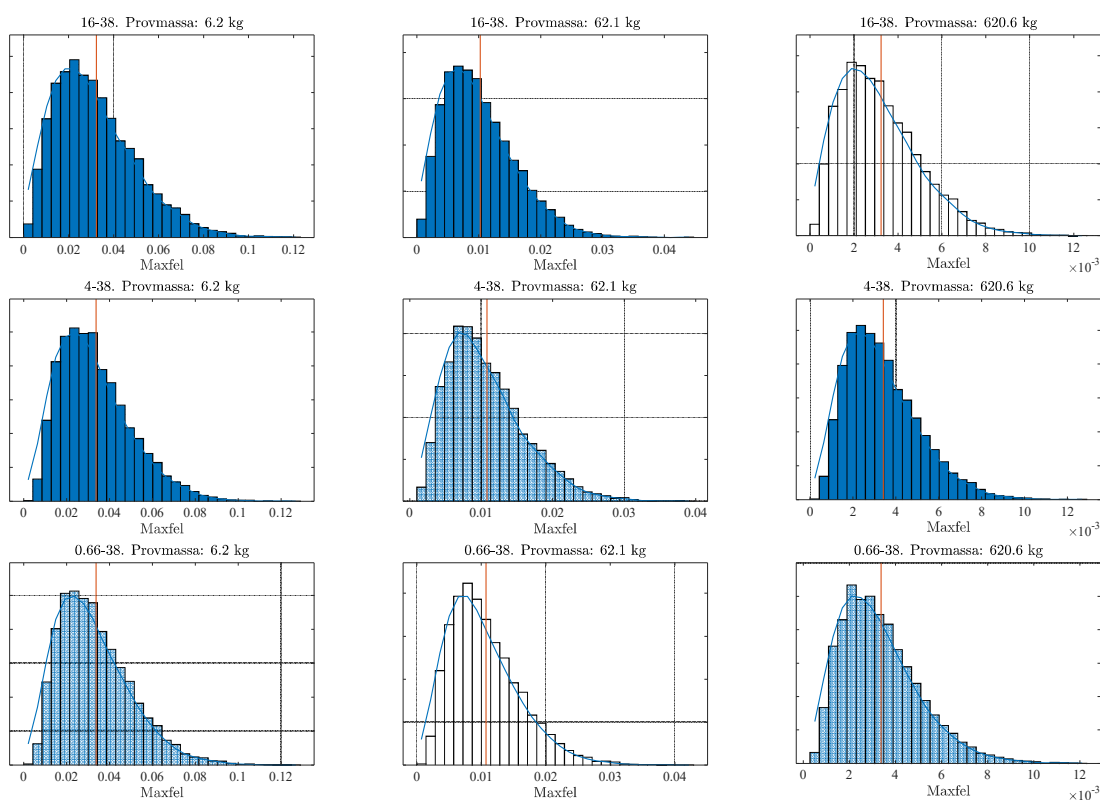 16-38. Provmassa: 6.2 kg
0 0.02 0.04 0.06 0.08 0.1 0.12
Maxfel
16-38. Provmassa: 62.1 kg
0 0.01 0.02 0.03 0.04
Maxfel
16-38. Provmassa: 620.6 kg
0 2 4 6 8 10 12
Maxfel
×10⁻³
4-38. Provmassa: 6.2 kg
0 0.02 0.04 0.06 0.08 0.1 0.12
Maxfel
4-38. Provmassa: 62.1 kg
0 0.01 0.02 0.03 0.04
Maxfel
4-38. Provmassa: 620.6 kg
0 2 4 6 8 10 12
Maxfel
×10⁻³
0.66-38. Provmassa: 6.2 kg
0 0.02 0.04 0.06 0.08 0.1 0.12
Maxfel
0.66-38. Provmassa: 62.1 kg
0 0.01 0.02 0.03 0.04
Maxfel
0.66-38. Provmassa: 620.6 kg
0 2 4 6 8 10 12
Maxfel
×10⁻³